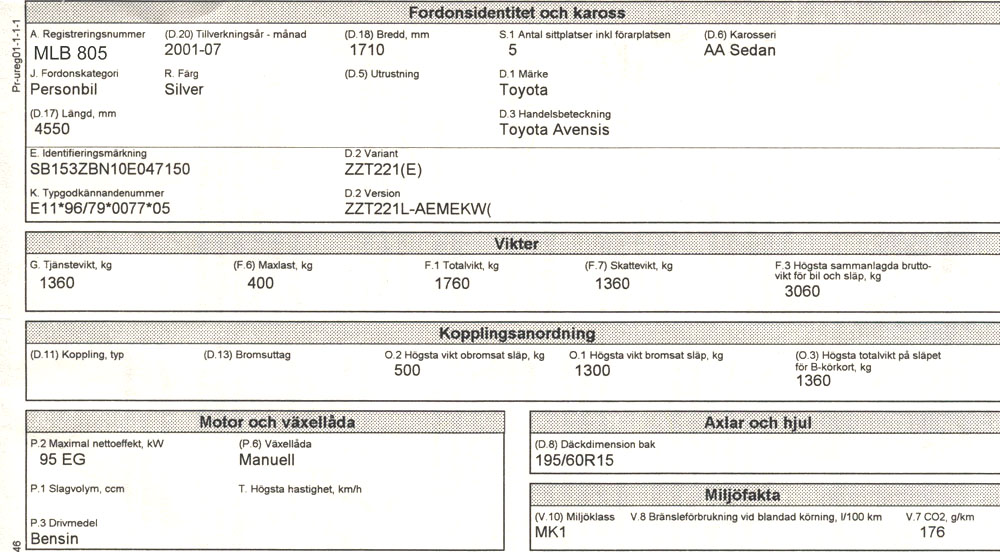 Fordonsidentitet och kaross
A. Registreringsnummer (D.20) Tillverkningsår - månad (D.18) Bredd, mm S.1 Antal sittplatser inkl förarplatsen (D.6) Karosseri
MLB 805 2001-07 1710 5 AA Sedan
J. Fordonskategori R. Färg (D.5) Utrustning D.1 Märke
Personbil Silver Toyota
(D.17) Längd, mm D.3 Handelsbeteckning
4550 Toyota Avensis
E. Identifieringsmärkning D.2 Variant
SB153ZBN10E047150 ZZT221(E)
K. Typgodkännandenummer D.2 Version
E11*96/79*0077*05 ZZT221L-AEMEKW(
Vikter
G. Tjänstevikt, kg (F.6) Maxlast, kg F.1 Totalvikt, kg (F.7) Skattevikt, kg F.3 Högsta sammanlagda brutto-
vikt för bil och släp, kg
1360 400 1760 1360 3060
Kopplingsanordning
(D.11) Koppling, typ (D.13) Bromsuttag O.2 Högsta vikt obromsat släp, kg O.1 Högsta vikt bromsat släp, kg (O.3) Högsta totalvikt på släpet
för B-körkort, kg
500 1300 1360
Motor och växellåda
P.2 Maximal nettoeffekt, kW (P.6) Växellåda
95 EG Manuell
P.1 Slagvolym, ccm T. Högsta hastighet, km/h
P.3 Drivmedel
Bensin
Axlar och hjul
(D.8) Däckdimension bak
195/60R15
Miljöfakta
(V.10) Miljöklass V.8 Bränsleförbrukning vid blandad körning, l/100 km V.7 CO2, g/km
MK1 176
Pr-ureg01-1-1-1
46